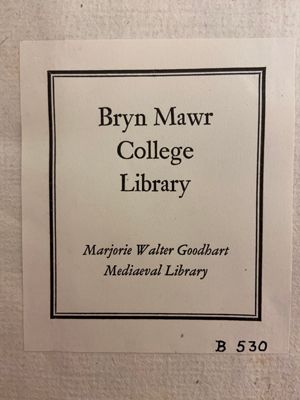 Bryn Mawr
College
Library
Marjorie Walter Goodhart
Mediaeval Library
B 530